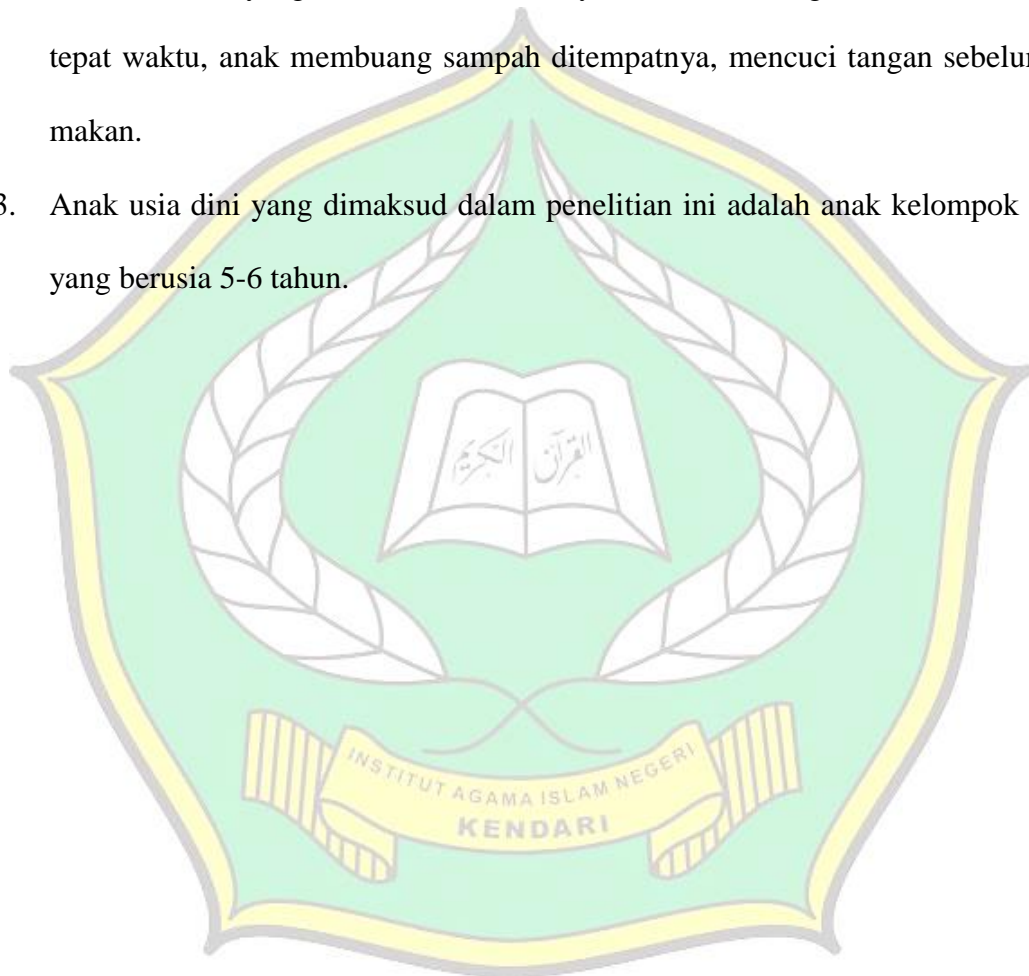 tepat waktu, anak membuang sampah ditempatnya, mencuci tangan
makan.
3. Anak usia dini yang dimaksud dalam penelitian ini adalah anak kelompok
yang berusia 5-6 tahun.
القرآن الكريم
INSTITUT AGAMA ISLAM NEGERI
KENDARI